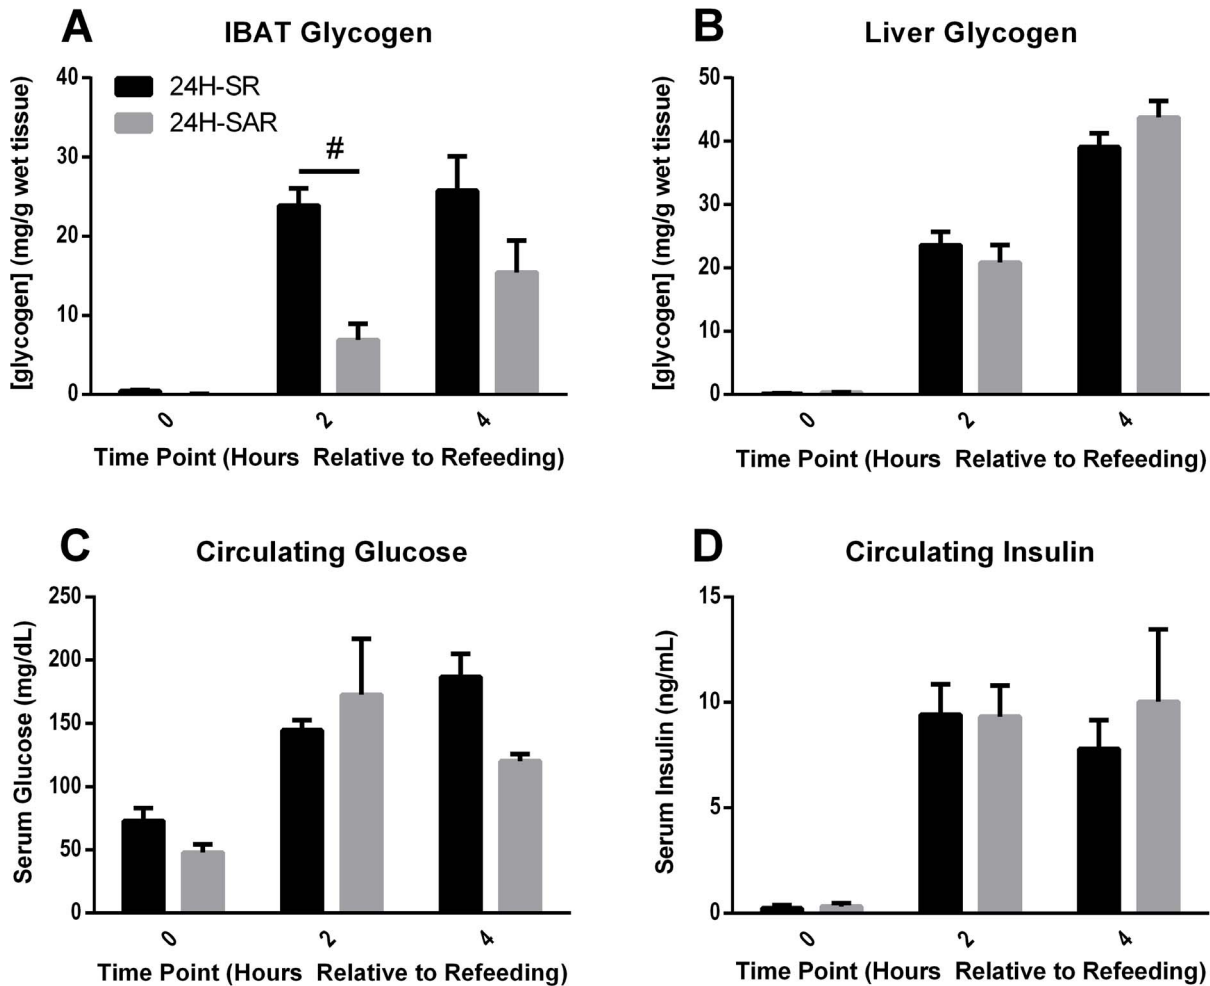 A
IBAT Glycogen
[glycogen] (mg/g wet tissue)
40
30
20
10
0
24H-SR
24H-SAR
#
0
2
4
Time Point (Hours  Relative to Refeeding)
B
Liver Glycogen
[glycogen] (mg/g wet tissue)
50
40
30
20
10
0
0
2
4
Time Point (Hours  Relative to Refeeding)
C
Circulating Glucose
Serum Glucose (mg/dL)
250
200
150
100
50
0
0
2
4
Time Point (Hours  Relative to Refeeding)
D
Circulating Insulin
Serum Insulin (ng/mL)
15
10
5
0
0
2
4
Time Point (Hours  Relative to Refeeding)